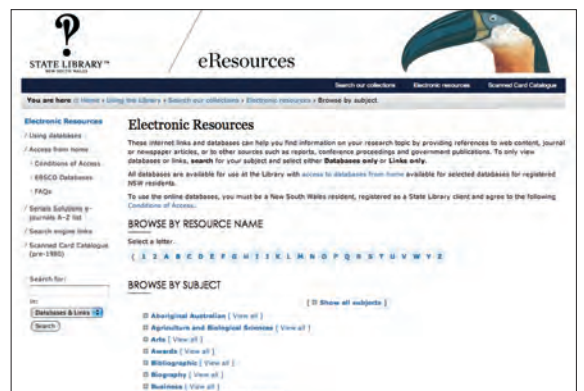 STATE LIBRARY™
NEW SOUTH WALES
eResources
Search our collections Electronic resources Scanned Card Catalogue
You are here Home › Using the Library › Search our collections › Electronic resources › Browse by subject
Electronic Resources
/ Using databases
/ Access from home
Conditions of Access
EBSCO Databases
FAQs
/ Serials Solutions e-journals A-Z list
/ Search engine links
/ Scanned Card Catalogue (pre-1980)
Search for:
in:
Databases & Links
Search
Electronic Resources
These internet links and databases can help you find information on your research topic by providing references to web content, journal
or newspaper articles, or to other sources such as reports, conference proceedings and government publications. To only view
databases or links, search for your subject and select either Databases only or Links only.
All databases are available for use at the Library with access to databases from home available for selected databases for registered
NSW residents.
To use the online databases, you must be a New South Wales resident, registered as a State Library client and agree to the following
Conditions of Access.
BROWSE BY RESOURCE NAME
Select a letter.
( 1 2 A B C D E F G H I J K L M N O P Q R S T U V W Y Z
BROWSE BY SUBJECT
[ Show all subjects ]
Aboriginal Australian [ View all ]
Agriculture and Biological Sciences [ View all ]
Arts [ View all ]
Awards [ View all ]
Bibliographic [ View all ]
Biography [ View all ]
Business [ View all ]